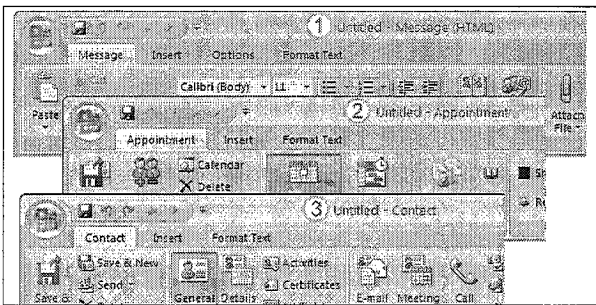 1 Untitled - Message (HTML)
Message Insert Options Format Text
Calibri (Body) 11
Paste
Attach
File
2 Untitled - Appointment
Appointment Insert Format Text
Calendar
Delete
3 Untitled - Contact
Contact Insert Format Text
Save & New
Send
Save &
General Details
Activities
Certificates
E-mail Meeting Call